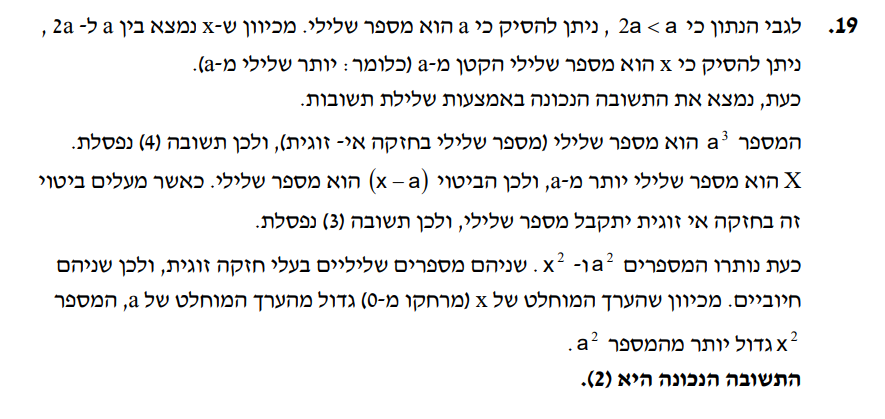 19. לגבי הנתון כי 2a < a , ניתן להסיק כי a הוא מספר שלילי. מכיוון ש-x נמצא בין a ל- 2a ,
ניתן להסיק כי x הוא מספר שלילי הקטן מ-a (כלומר: יותר שלילי מ-a).
כעת, נמצא את התשובה הנכונה באמצעות שלילת תשובות.
המספר a³ הוא מספר שלילי (מספר שלילי בחזקה אי- זוגית), ולכן תשובה (4) נפסלת.
X הוא מספר שלילי יותר מ-a, ולכן הביטוי (x – a) הוא מספר שלילי. כאשר מעלים ביטוי
זה בחזקה אי זוגית יתקבל מספר שלילי, ולכן תשובה (3) נפסלת.
כעת נותרו המספרים a² ו- x² . שניהם מספרים שליליים בעלי חזקה זוגית, ולכן שניהם
חיוביים. מכיוון שהערך המוחלט של x (מרחקו מ-0) גדול מהערך המוחלט של a, המספר
x² גדול יותר מהמספר a² .
התשובה הנכונה היא (2).